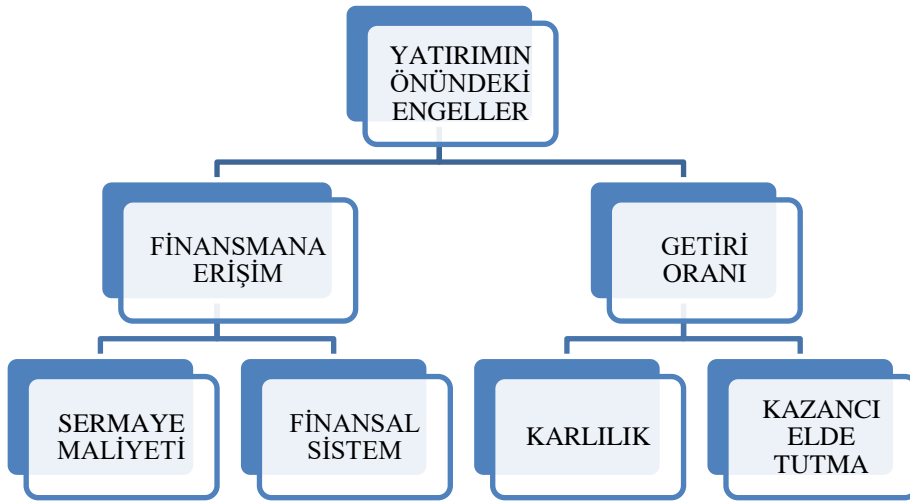 YATIRIMIN
ÖNÜNDEKİ
ENGELLER
FİNANSMANA
ERİŞİM
GETİRİ
ORANI
SERMAYE
MALİYETİ
FİNANSAL
SİSTEM
KARLILIK
KAZANCI
ELDE
TUTMA